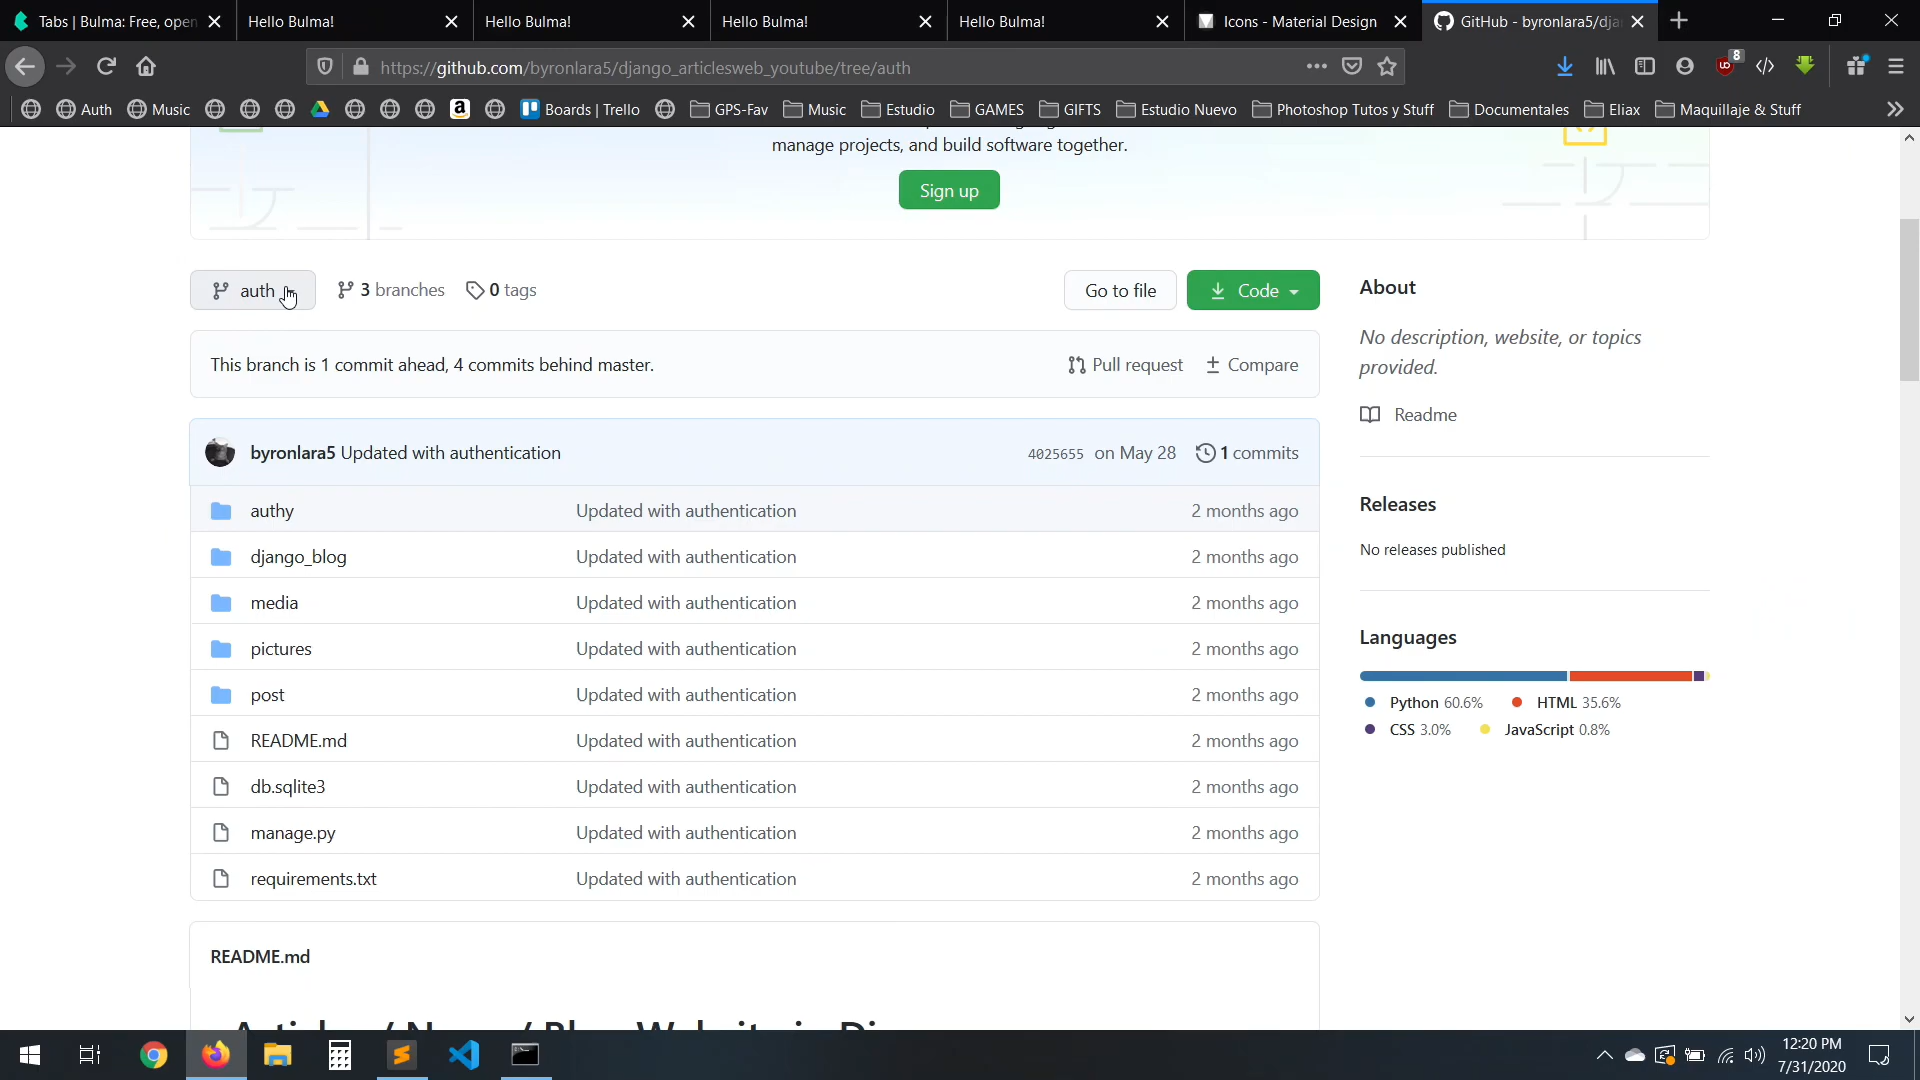 Tabs | Bulma: Free, open
Hello Bulma!
Hello Bulma!
Hello Bulma!
Hello Bulma!
Icons - Material Design
GitHub - byronlara5/dja
https://github.com/byronlara5/django_articlesweb_youtube/tree/auth
8
Auth
Music
Boards | Trello
GPS-Fav
Music
Estudio
GAMES
GIFTS
Estudio Nuevo
Photoshop Tutos y Stuff
Documentales
Eliax
Maquillaje & Stuff
manage projects, and build software together.
Sign up
auth
3 branches
0 tags
Go to file
Code
This branch is 1 commit ahead, 4 commits behind master.
Pull request
Compare
byronlara5 Updated with authentication
4025655 on May 28
1 commits
authy Updated with authentication 2 months ago
django_blog Updated with authentication 2 months ago
media Updated with authentication 2 months ago
pictures Updated with authentication 2 months ago
post Updated with authentication 2 months ago
README.md Updated with authentication 2 months ago
db.sqlite3 Updated with authentication 2 months ago
manage.py Updated with authentication 2 months ago
requirements.txt Updated with authentication 2 months ago
README.md
About
No description, website, or topics
provided.
Readme
Releases
No releases published
Languages
Python 60.6%
HTML 35.6%
CSS 3.0%
JavaScript 0.8%
12:20 PM
7/31/2020